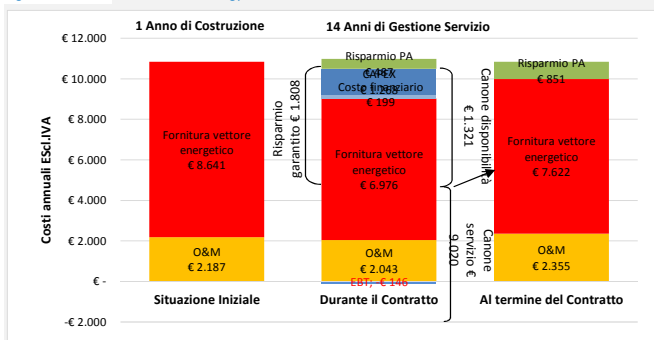 1 Anno di Costruzione
14 Anni di Gestione Servizio
€ 12.000
€ 10.000
€ 8.000
€ 6.000
€ 4.000
€ 2.000
€ -
-€ 2.000
Costi annuali EScl.IVA
Fornitura vettore
energetico
€ 8.641
O&M
€ 2.187
Situazione Iniziale
Risparmio
garantito € 1.808
Risparmio PA
€ 487
CAPEX
€ 1.268
Costo finanziario
€ 199
Fornitura vettore
energetico
€ 6.976
O&M
€ 2.043
EBT; -€ 146
Durante il Contratto
Canone disponibilità
€ 1.321
Canone
servizio €
9.020
Risparmio PA
€ 851
Fornitura vettore
energetico
€ 7.622
O&M
€ 2.355
Al termine del Contratto